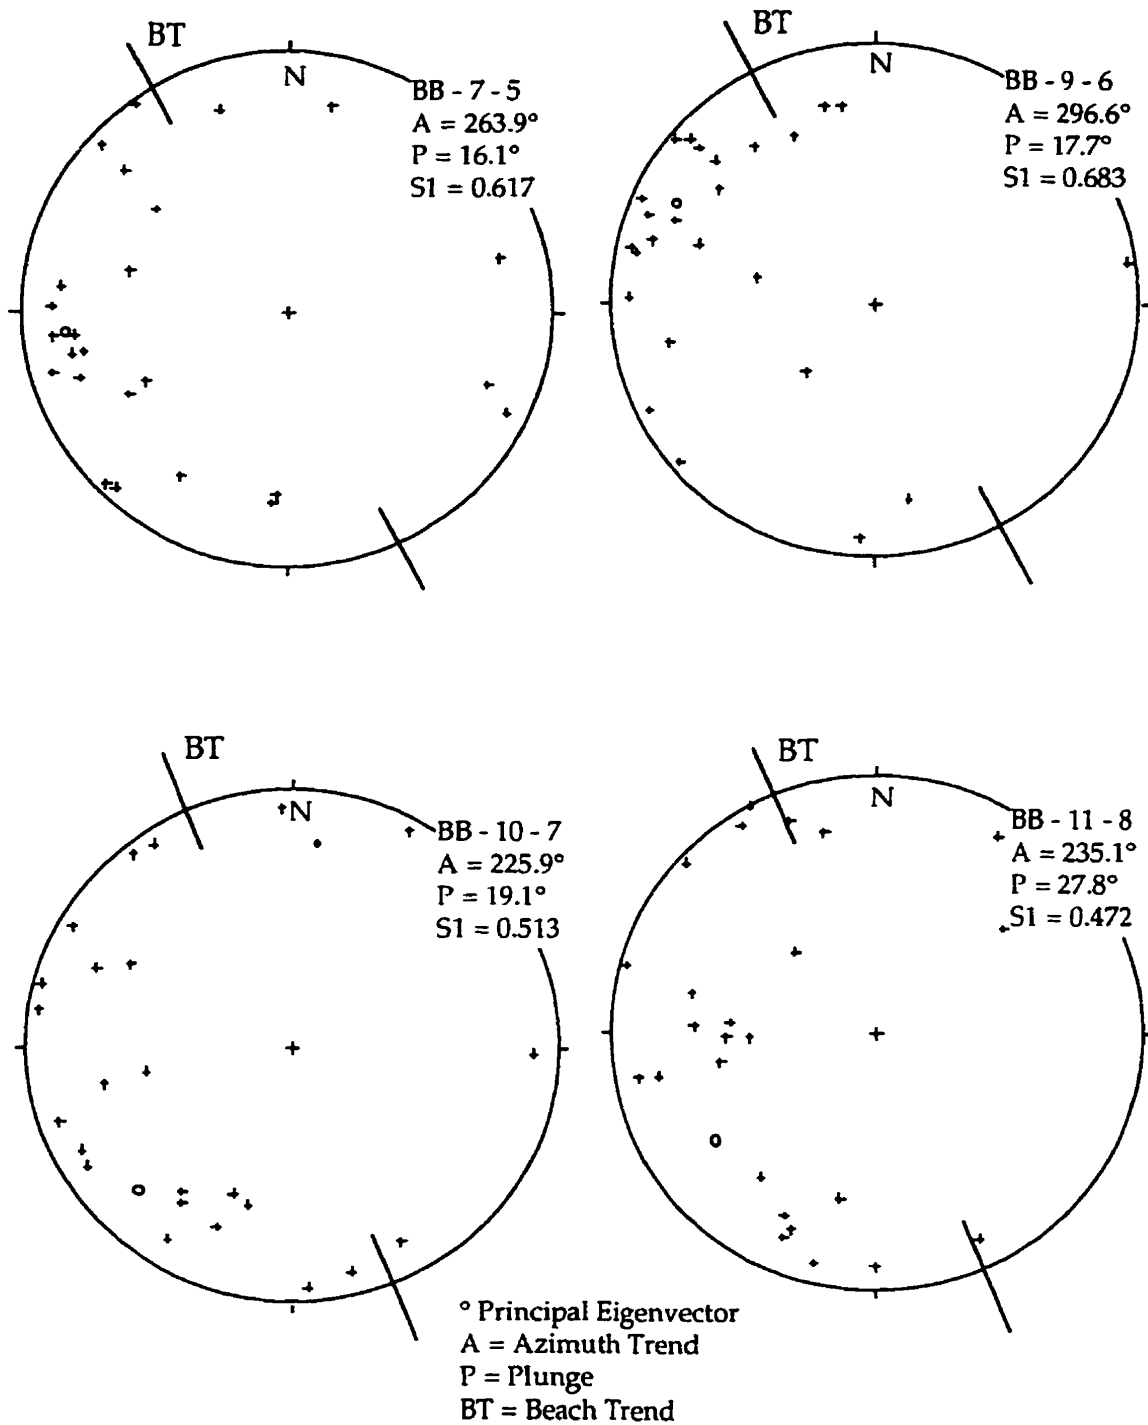 BT
N
BB - 7 - 5
A = 263.9°
P = 16.1°
S1 = 0.617
BT
N
BB - 9 - 6
A = 296.6°
P = 17.7°
S1 = 0.683
BT
N
BB - 10 - 7
A = 225.9°
P = 19.1°
S1 = 0.513
BT
N
BB - 11 - 8
A = 235.1°
P = 27.8°
S1 = 0.472
° Principal Eigenvector
A = Azimuth Trend
P = Plunge
BT = Beach Trend